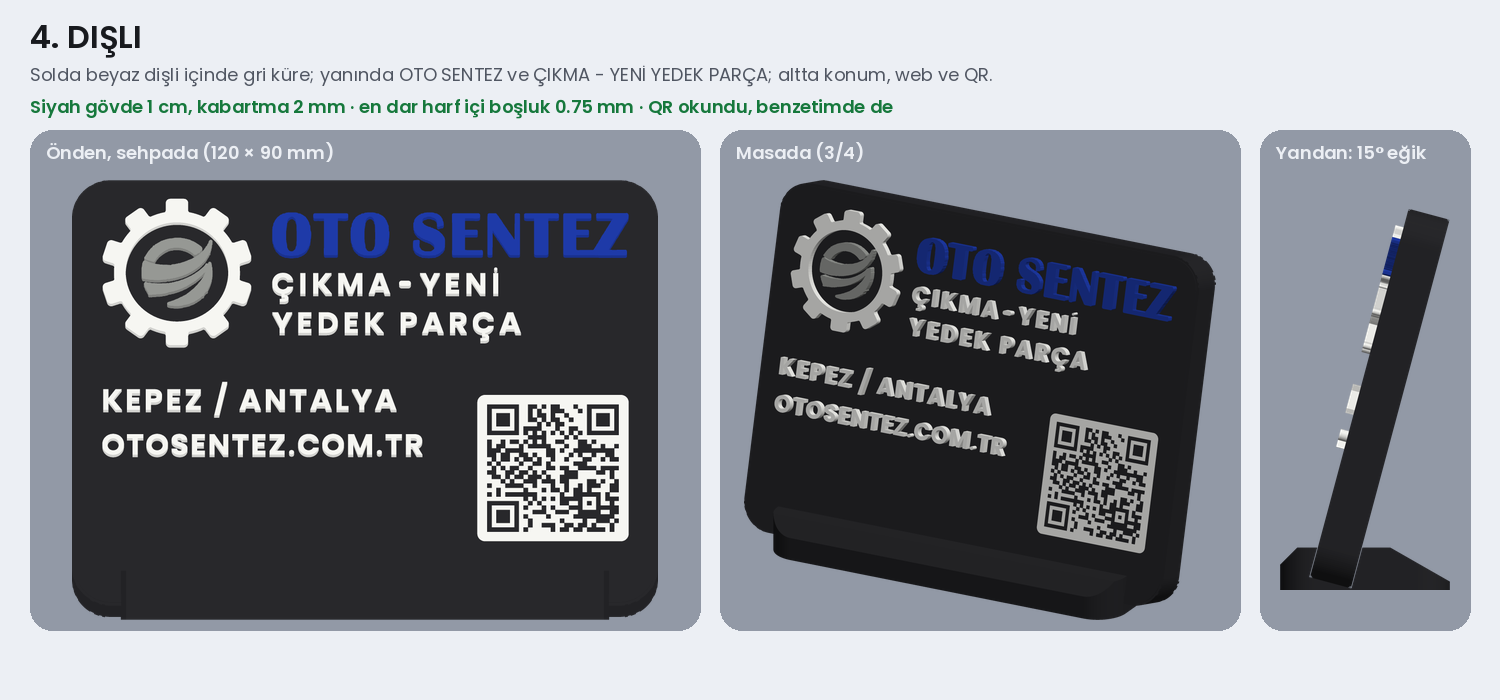 4. DIŞLI
Solda beyaz dişli içinde gri küre; yanında OTO SENTEZ ve ÇIKMA - YENİ YEDEK PARÇA; altta konum, web ve QR.
Siyah gövde 1 cm, kabartma 2 mm · en dar harf içi boşluk 0.75 mm · QR okundu, benzetimde de
Önden, sehpada (120 × 90 mm)
OTO SENTEZ
ÇIKMA-YENİ
YEDEK PARÇA
KEPEZ / ANTALYA
OTOSENTEZ.COM.TR
Masada (3/4)
OTO SENTEZ
ÇIKMA-YENİ
YEDEK PARÇA
KEPEZ / ANTALYA
OTOSENTEZ.COM.TR
Yandan: 15° eğik